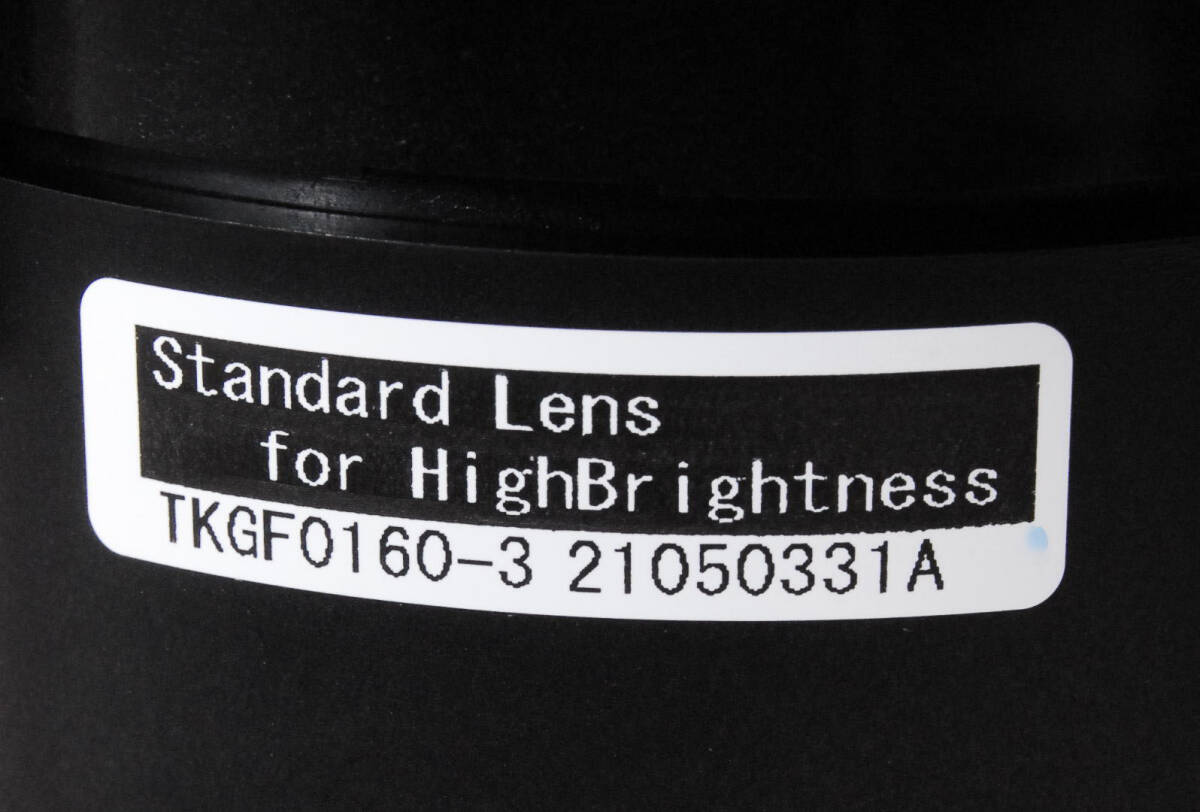 Standard Lens
for HighBrightness
TKGF0160-3 21050331A